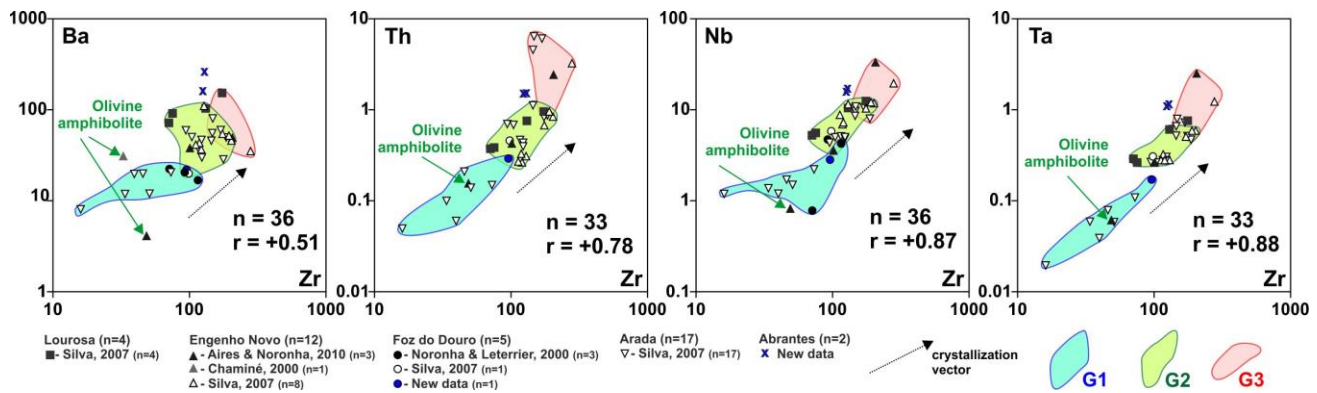 1000
100
10
1
Ba
Olivine
amphibolite
n = 36
r = +0.51
Zr
10
100
1000
10
1
0.1
0.01
Th
Olivine
amphibolite
n = 33
r = +0.78
Zr
10
100
1000
100
10
1
0.1
Nb
Olivine
amphibolite
n = 36
r = +0.87
Zr
10
100
1000
10
1
0.1
0.01
Ta
Olivine
amphibolite
n = 33
r = +0.88
Zr
10
100
1000
Lourosa (n=4)
- Silva, 2007 (n=4)
Engenho Novo (n=12)
- Aires & Noronha, 2010 (n=3)
- Chaminé, 2000 (n=1)
- Silva, 2007 (n=8)
Foz do Douro (n=5)
- Noronha & Leterrier, 2000 (n=3)
- Silva, 2007 (n=1)
- New data (n=1)
Arada (n=17)
- Silva, 2007 (n=17)
Abrantes (n=2)
x New data
crystallization
vector
G1
G2
G3